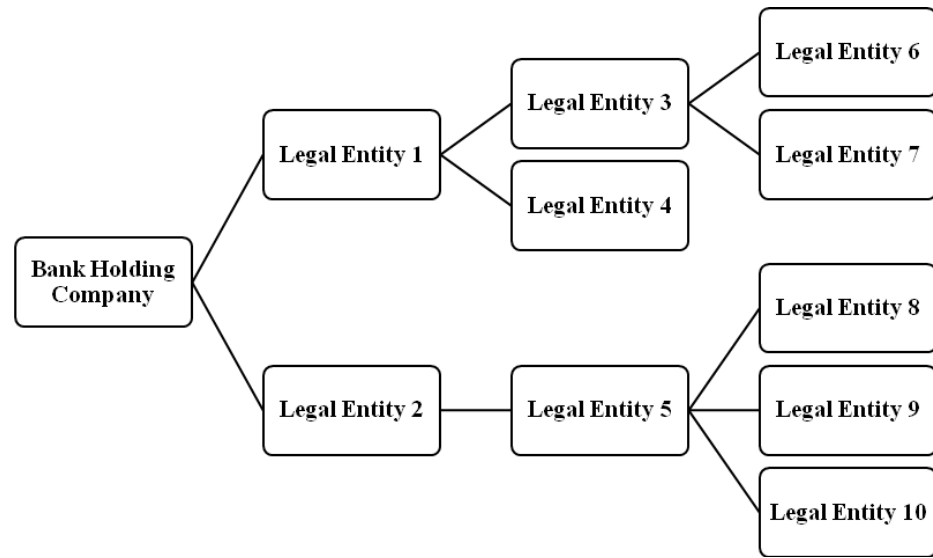 Legal Entity 6
Legal Entity 3
Legal Entity 1
Legal Entity 7
Legal Entity 4
Bank Holding
Company
Legal Entity 8
Legal Entity 2
Legal Entity 5
Legal Entity 9
Legal Entity 10